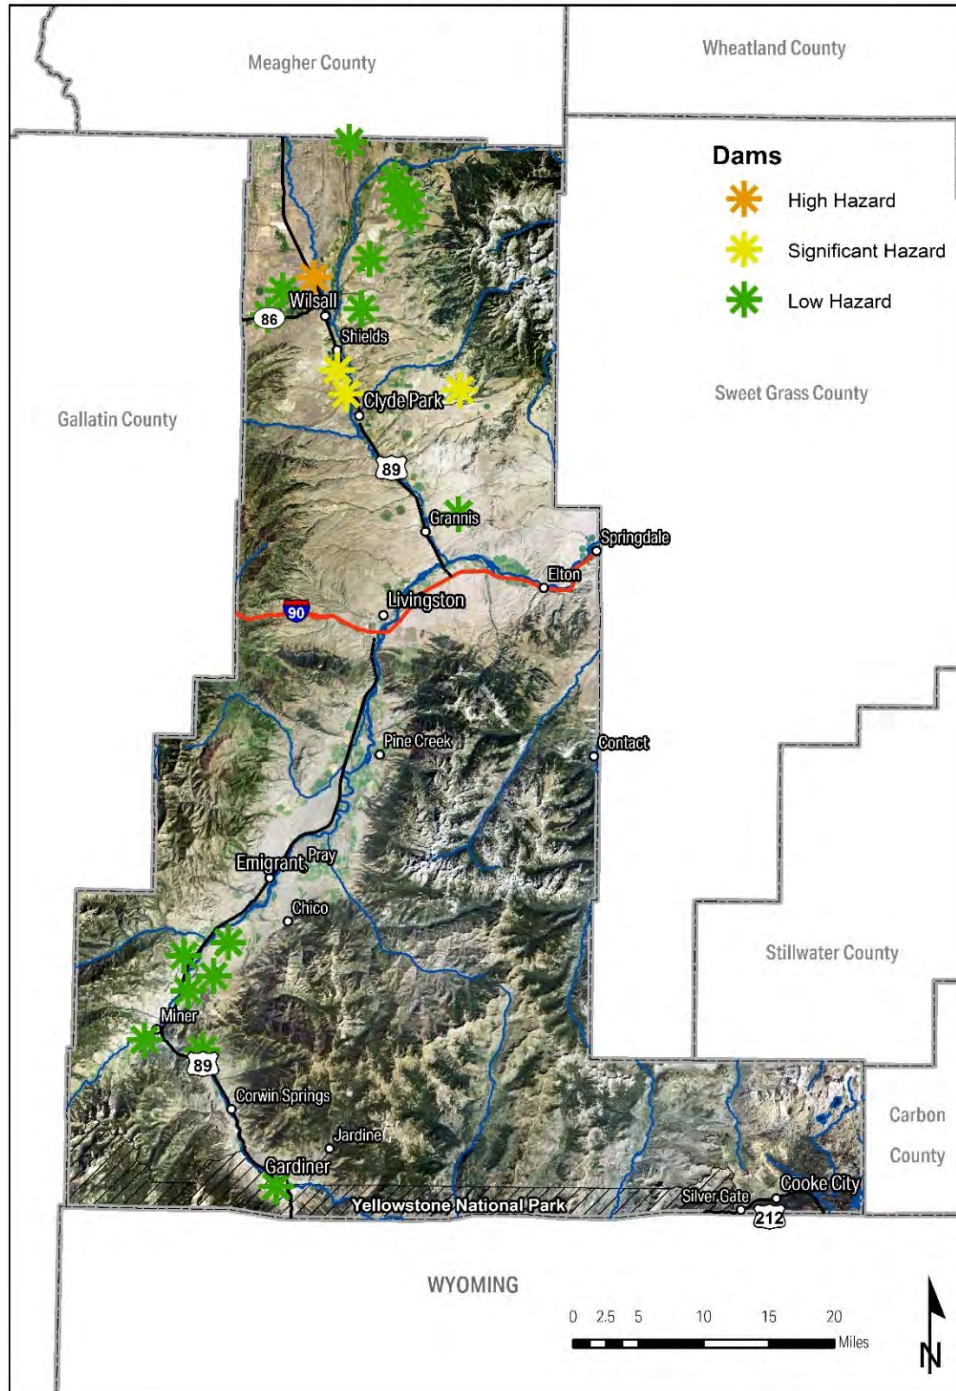 Meagher County
Wheatland County
Dams
High Hazard
Significant Hazard
Low Hazard
Wilsall
86
Shields
Sweet Grass County
Clyde Park
Gallatin County
89
Grannis
Springdale
Elton
Livingston
90
Pine Creek
Contact
Emigrant
Pray
Chico
Stillwater County
Miner
89
Corwin Springs
Carbon
County
Jardine
Gardiner
Cooke City
Silver Gate
Yellowstone National Park
212
WYOMING
0 2.5 5 10 15 20
Miles
N